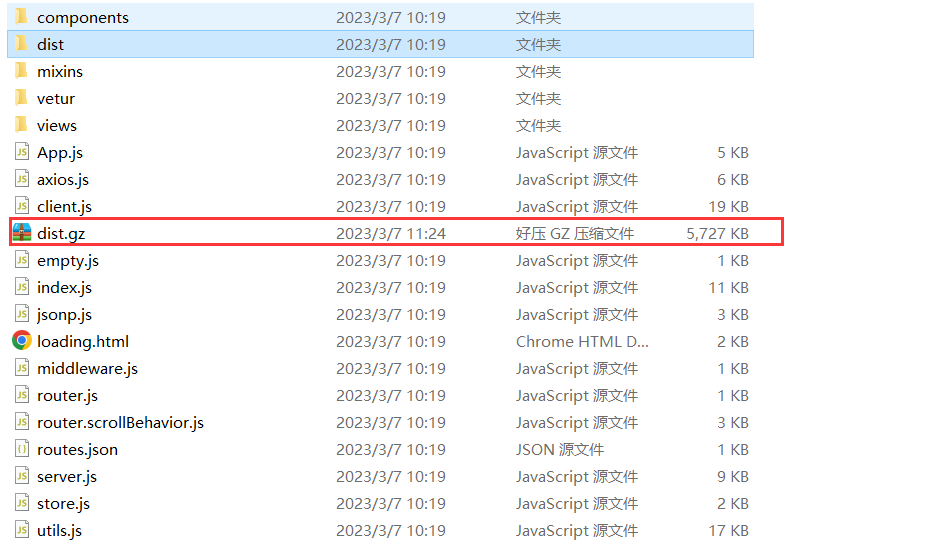 components 2023/3/7 10:19 文件夹
dist 2023/3/7 10:19 文件夹
mixins 2023/3/7 10:19 文件夹
vetur 2023/3/7 10:19 文件夹
views 2023/3/7 10:19 文件夹
App.js 2023/3/7 10:19 JavaScript 源文件 5 KB
axios.js 2023/3/7 10:19 JavaScript 源文件 6 KB
client.js 2023/3/7 10:19 JavaScript 源文件 19 KB
dist.gz 2023/3/7 11:24 好压 GZ 压缩文件 5,727 KB
empty.js 2023/3/7 10:19 JavaScript 源文件 1 KB
index.js 2023/3/7 10:19 JavaScript 源文件 11 KB
jsonp.js 2023/3/7 10:19 JavaScript 源文件 3 KB
loading.html 2023/3/7 10:19 Chrome HTML D... 2 KB
middleware.js 2023/3/7 10:19 JavaScript 源文件 1 KB
router.js 2023/3/7 10:19 JavaScript 源文件 1 KB
router.scrollBehavior.js 2023/3/7 10:19 JavaScript 源文件 3 KB
routes.json 2023/3/7 10:19 JSON 源文件 1 KB
server.js 2023/3/7 10:19 JavaScript 源文件 9 KB
store.js 2023/3/7 10:19 JavaScript 源文件 2 KB
utils.js 2023/3/7 10:19 JavaScript 源文件 17 KB